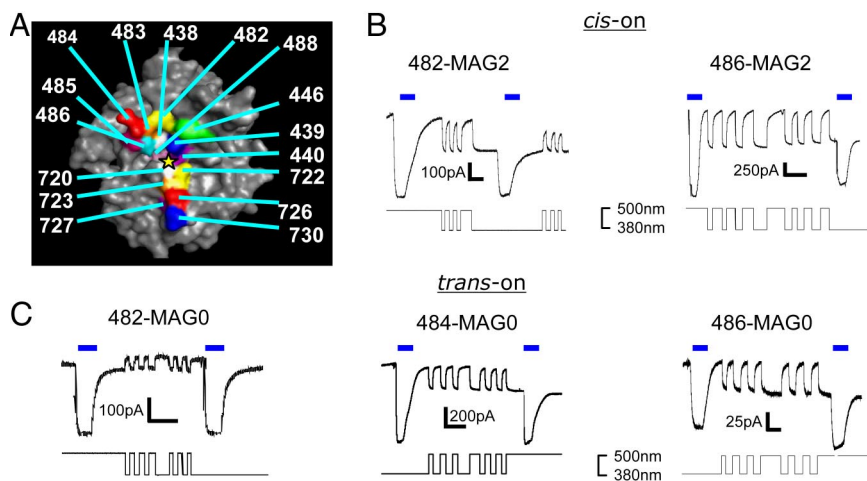 A
484
483
438
482
488
485
486
446
439
440
720
722
723
726
727
730
B
cis-on
482-MAG2
486-MAG2
100pA
250pA
500nm
380nm
trans-on
C
482-MAG0
484-MAG0
486-MAG0
100pA
200pA
25pA
500nm
380nm